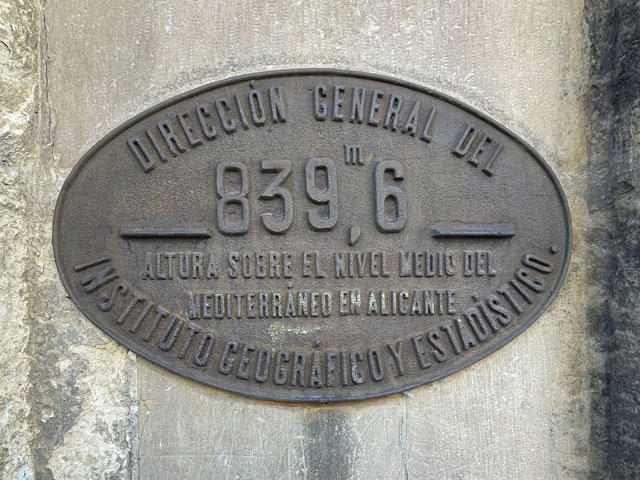 DIRECCIÓN GENERAL DEL
839,6 m
ALTURA SOBRE EL NIVEL MEDIO DEL
MEDITERRÁNEO EN ALICANTE
INSTITUTO GEOGRÁFICO Y ESTADÍSTICO.